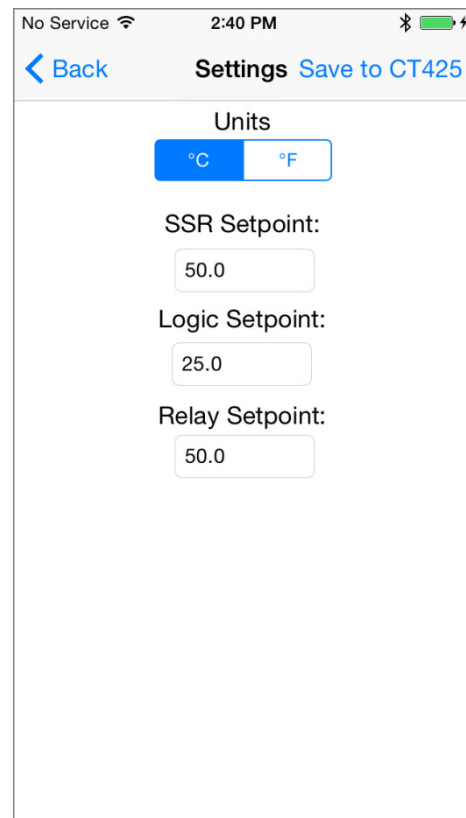 No Service 2:40 PM
Back Settings Save to CT425
Units
°C °F
SSR Setpoint:
50.0
Logic Setpoint:
25.0
Relay Setpoint:
50.0